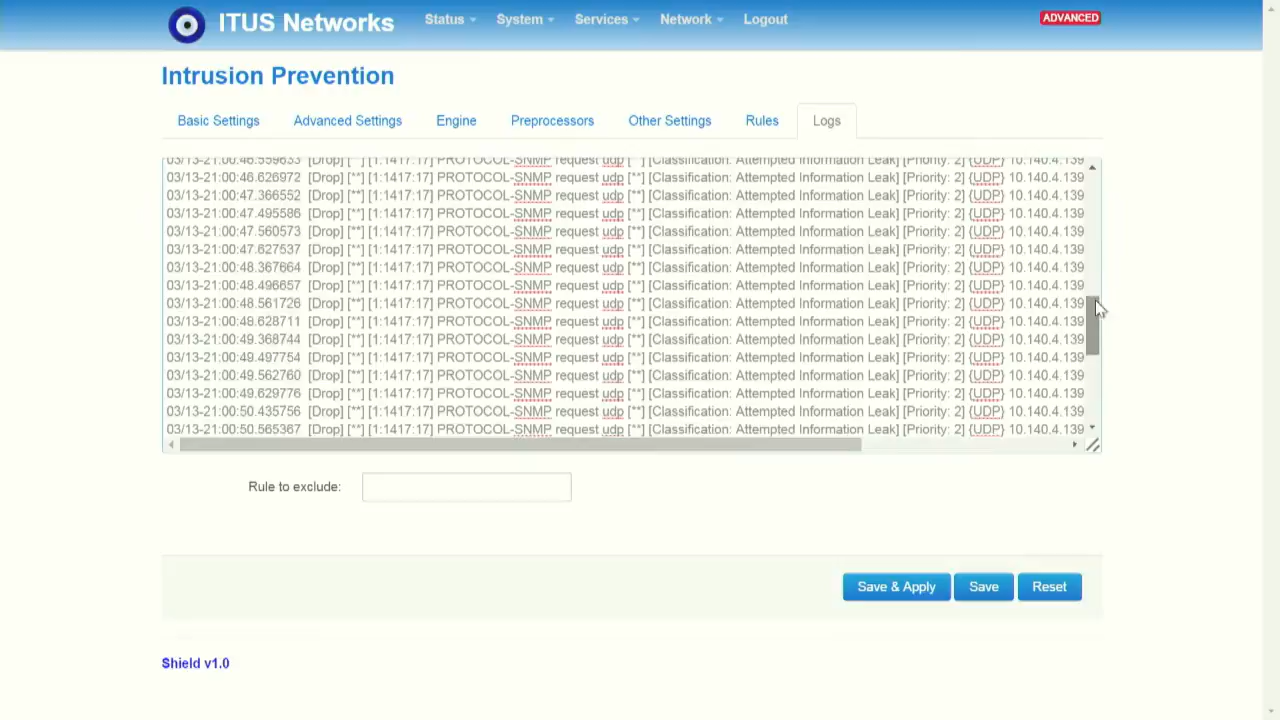 ITUS Networks
Status System Services Network Logout
ADVANCED
Intrusion Prevention
Basic Settings Advanced Settings Engine Preprocessors Other Settings Rules Logs
03/13-21:00:46.559633 [Drop] [**] [1:1417:17] PROTOCOL-SNMP request udp [**] [Classification: Attempted Information Leak] [Priority: 2] {UDP} 10.140.4.139
03/13-21:00:46.626972 [Drop] [**] [1:1417:17] PROTOCOL-SNMP request udp [**] [Classification: Attempted Information Leak] [Priority: 2] {UDP} 10.140.4.139
03/13-21:00:47.366552 [Drop] [**] [1:1417:17] PROTOCOL-SNMP request udp [**] [Classification: Attempted Information Leak] [Priority: 2] {UDP} 10.140.4.139
03/13-21:00:47.495586 [Drop] [**] [1:1417:17] PROTOCOL-SNMP request udp [**] [Classification: Attempted Information Leak] [Priority: 2] {UDP} 10.140.4.139
03/13-21:00:47.560573 [Drop] [**] [1:1417:17] PROTOCOL-SNMP request udp [**] [Classification: Attempted Information Leak] [Priority: 2] {UDP} 10.140.4.139
03/13-21:00:47.627537 [Drop] [**] [1:1417:17] PROTOCOL-SNMP request udp [**] [Classification: Attempted Information Leak] [Priority: 2] {UDP} 10.140.4.139
03/13-21:00:48.367664 [Drop] [**] [1:1417:17] PROTOCOL-SNMP request udp [**] [Classification: Attempted Information Leak] [Priority: 2] {UDP} 10.140.4.139
03/13-21:00:48.496657 [Drop] [**] [1:1417:17] PROTOCOL-SNMP request udp [**] [Classification: Attempted Information Leak] [Priority: 2] {UDP} 10.140.4.139
03/13-21:00:48.561726 [Drop] [**] [1:1417:17] PROTOCOL-SNMP request udp [**] [Classification: Attempted Information Leak] [Priority: 2] {UDP} 10.140.4.139
03/13-21:00:48.628711 [Drop] [**] [1:1417:17] PROTOCOL-SNMP request udp [**] [Classification: Attempted Information Leak] [Priority: 2] {UDP} 10.140.4.139
03/13-21:00:49.368744 [Drop] [**] [1:1417:17] PROTOCOL-SNMP request udp [**] [Classification: Attempted Information Leak] [Priority: 2] {UDP} 10.140.4.139
03/13-21:00:49.497754 [Drop] [**] [1:1417:17] PROTOCOL-SNMP request udp [**] [Classification: Attempted Information Leak] [Priority: 2] {UDP} 10.140.4.139
03/13-21:00:49.562760 [Drop] [**] [1:1417:17] PROTOCOL-SNMP request udp [**] [Classification: Attempted Information Leak] [Priority: 2] {UDP} 10.140.4.139
03/13-21:00:49.629776 [Drop] [**] [1:1417:17] PROTOCOL-SNMP request udp [**] [Classification: Attempted Information Leak] [Priority: 2] {UDP} 10.140.4.139
03/13-21:00:50.435756 [Drop] [**] [1:1417:17] PROTOCOL-SNMP request udp [**] [Classification: Attempted Information Leak] [Priority: 2] {UDP} 10.140.4.139
03/13-21:00:50.565367 [Drop] [**] [1:1417:17] PROTOCOL-SNMP request udp [**] [Classification: Attempted Information Leak] [Priority: 2] {UDP} 10.140.4.139
Rule to exclude:
Save & Apply Save Reset
Shield v1.0